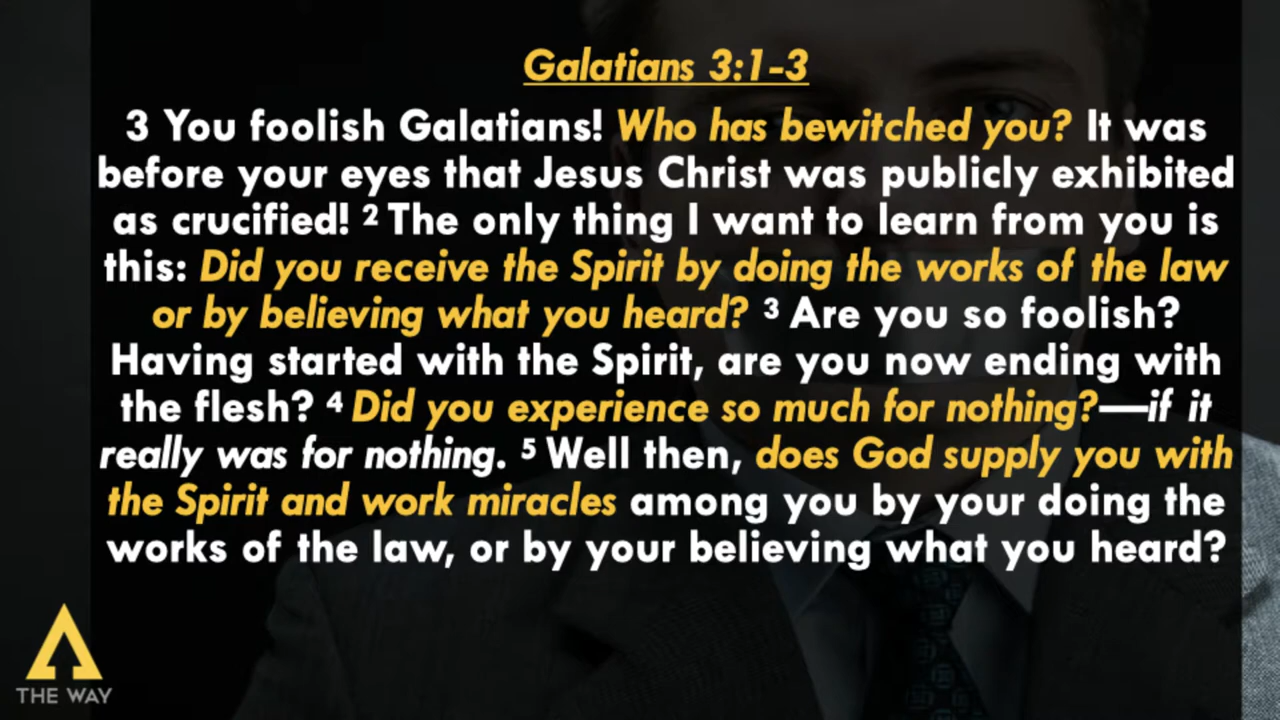 Galatians 3:1-3
3 You foolish Galatians! Who has bewitched you? It was
before your eyes that Jesus Christ was publicly exhibited
as crucified! ² The only thing I want to learn from you is
this: Did you receive the Spirit by doing the works of the law
or by believing what you heard? ³ Are you so foolish?
Having started with the Spirit, are you now ending with
the flesh? ⁴ Did you experience so much for nothing?—if it
really was for nothing. ⁵ Well then, does God supply you with
the Spirit and work miracles among you by your doing the
works of the law, or by your believing what you heard?
THE WAY